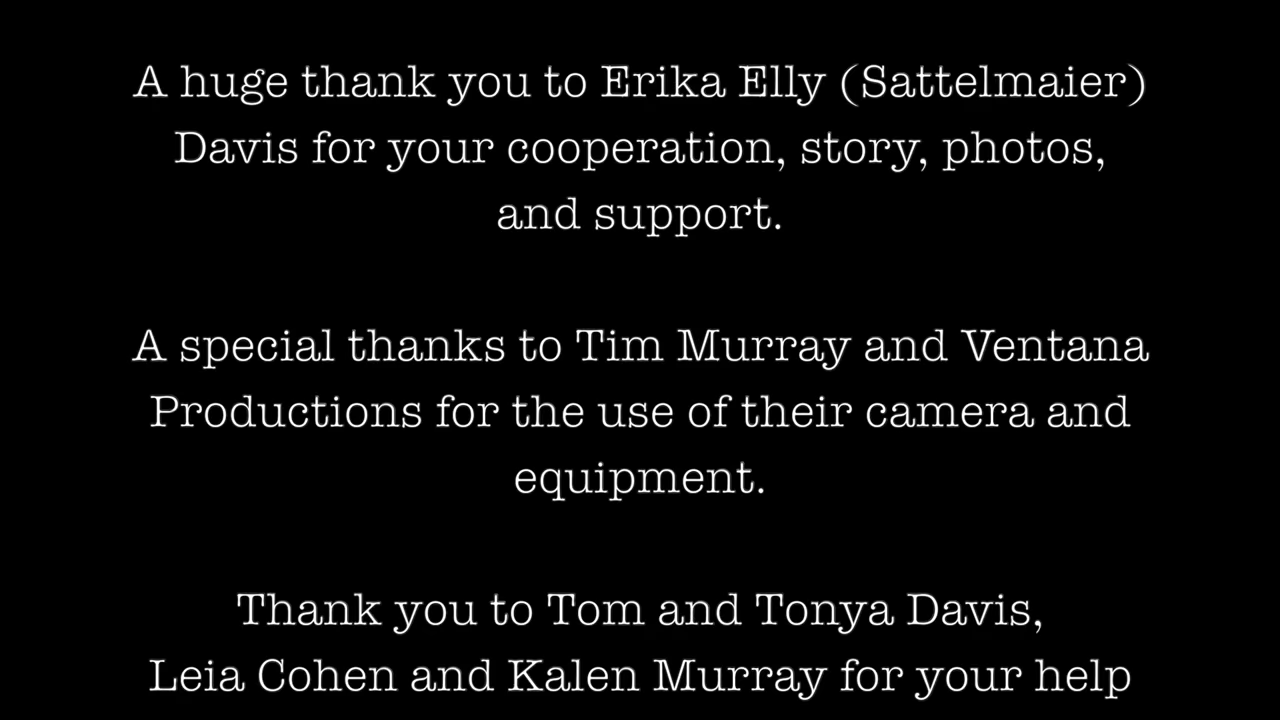 A huge thank you to Erika Elly (Sattelmaier)
Davis for your cooperation, story, photos,
and support.
A special thanks to Tim Murray and Ventana
Productions for the use of their camera and
equipment.
Thank you to Tom and Tonya Davis,
Leia Cohen and Kalen Murray for your help